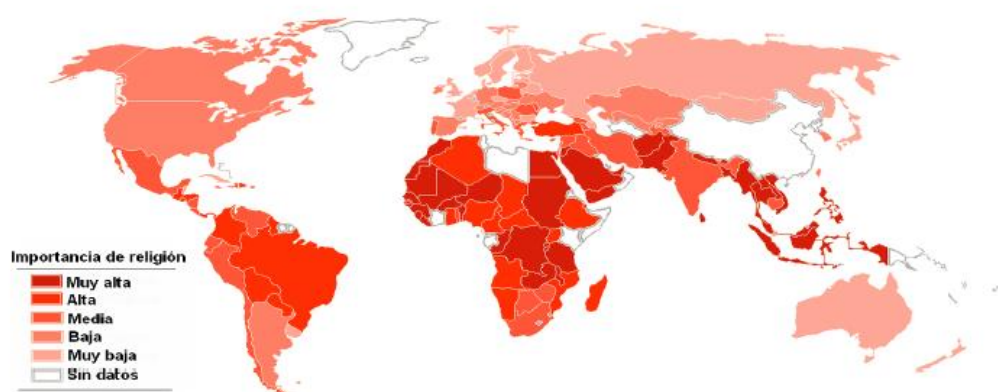 Importancia de religión
Muy alta
Alta
Media
Baja
Muy baja
Sin datos